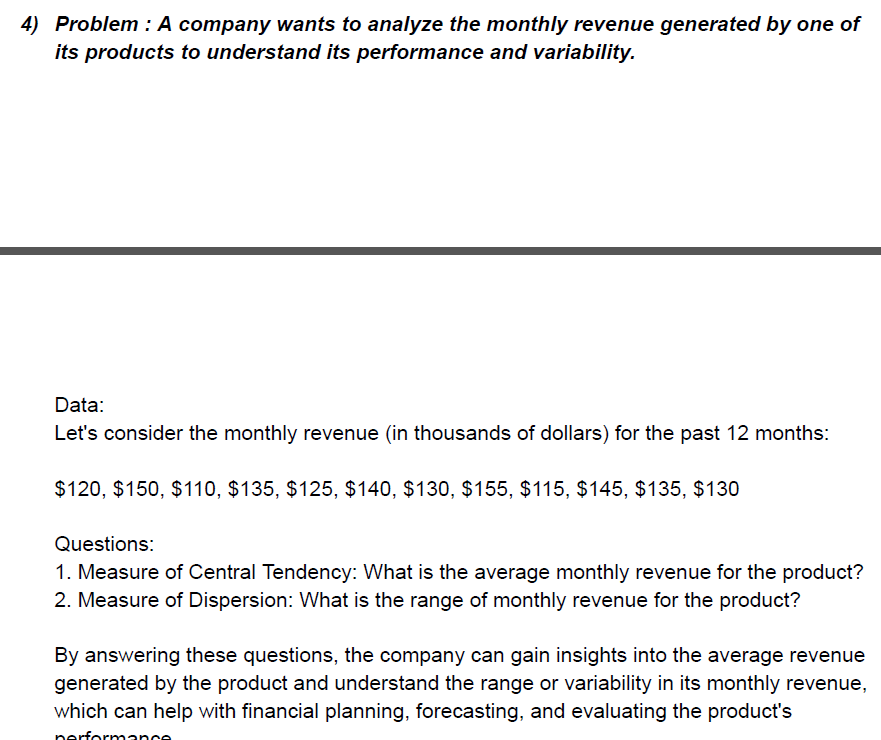 4) Problem : A company wants to analyze the monthly revenue generated by one of
its products to understand its performance and variability.
Data:
Let's consider the monthly revenue (in thousands of dollars) for the past 12 months:
$120, $150, $110, $135, $125, $140, $130, $155, $115, $145, $135, $130
Questions:
1. Measure of Central Tendency: What is the average monthly revenue for the product?
2. Measure of Dispersion: What is the range of monthly revenue for the product?
By answering these questions, the company can gain insights into the average revenue
generated by the product and understand the range or variability in its monthly revenue,
which can help with financial planning, forecasting, and evaluating the product's
performance